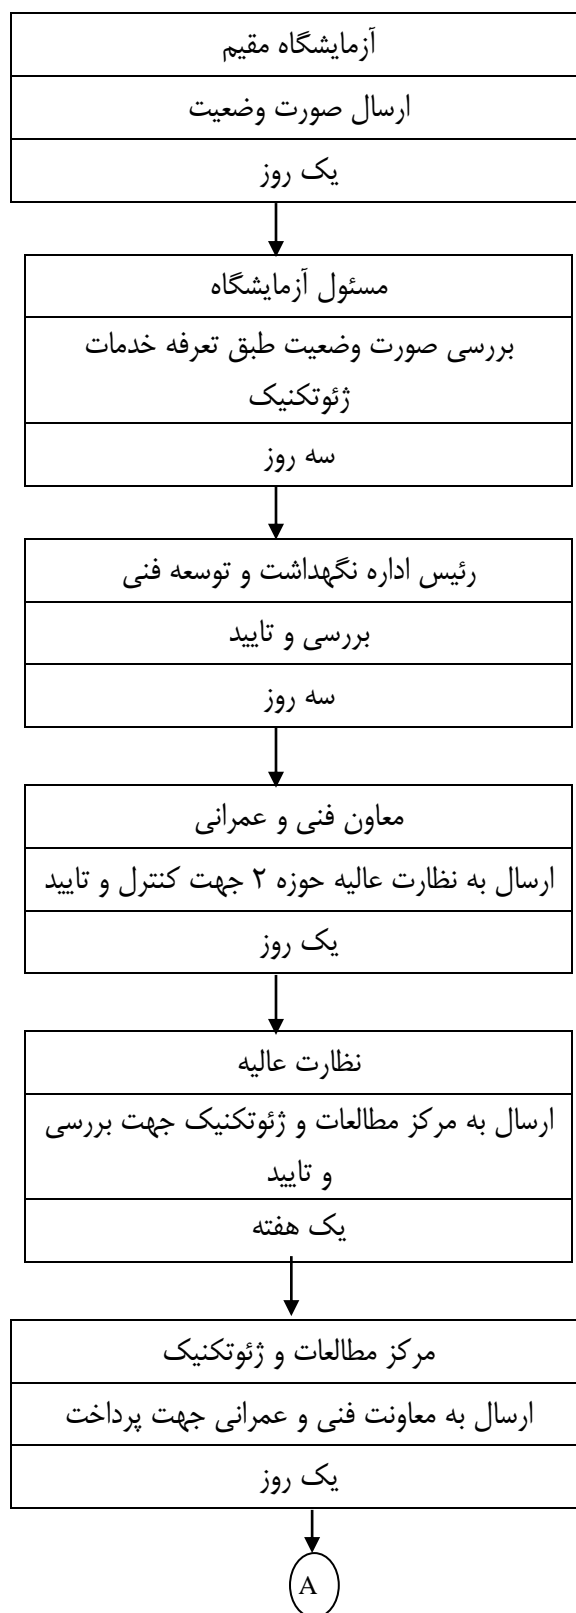 آزمایشگاه مقیم
ارسال صورت وضعیت
یک روز
مسئول آزمایشگاه
بررسی صورت وضعیت طبق تعرفه خدمات
ژئوتکنیک
سه روز
رئیس اداره نگهداشت و توسعه فنی
بررسی و تایید
سه روز
معاون فنی و عمرانی
ارسال به نظارت عالیه حوزه ۲ جهت کنترل و تایید
یک روز
نظارت عالیه
ارسال به مرکز مطالعات و ژئوتکنیک جهت بررسی
و تایید
یک هفته
مرکز مطالعات و ژئوتکنیک
ارسال به معاونت فنی و عمرانی جهت پرداخت
یک روز
A